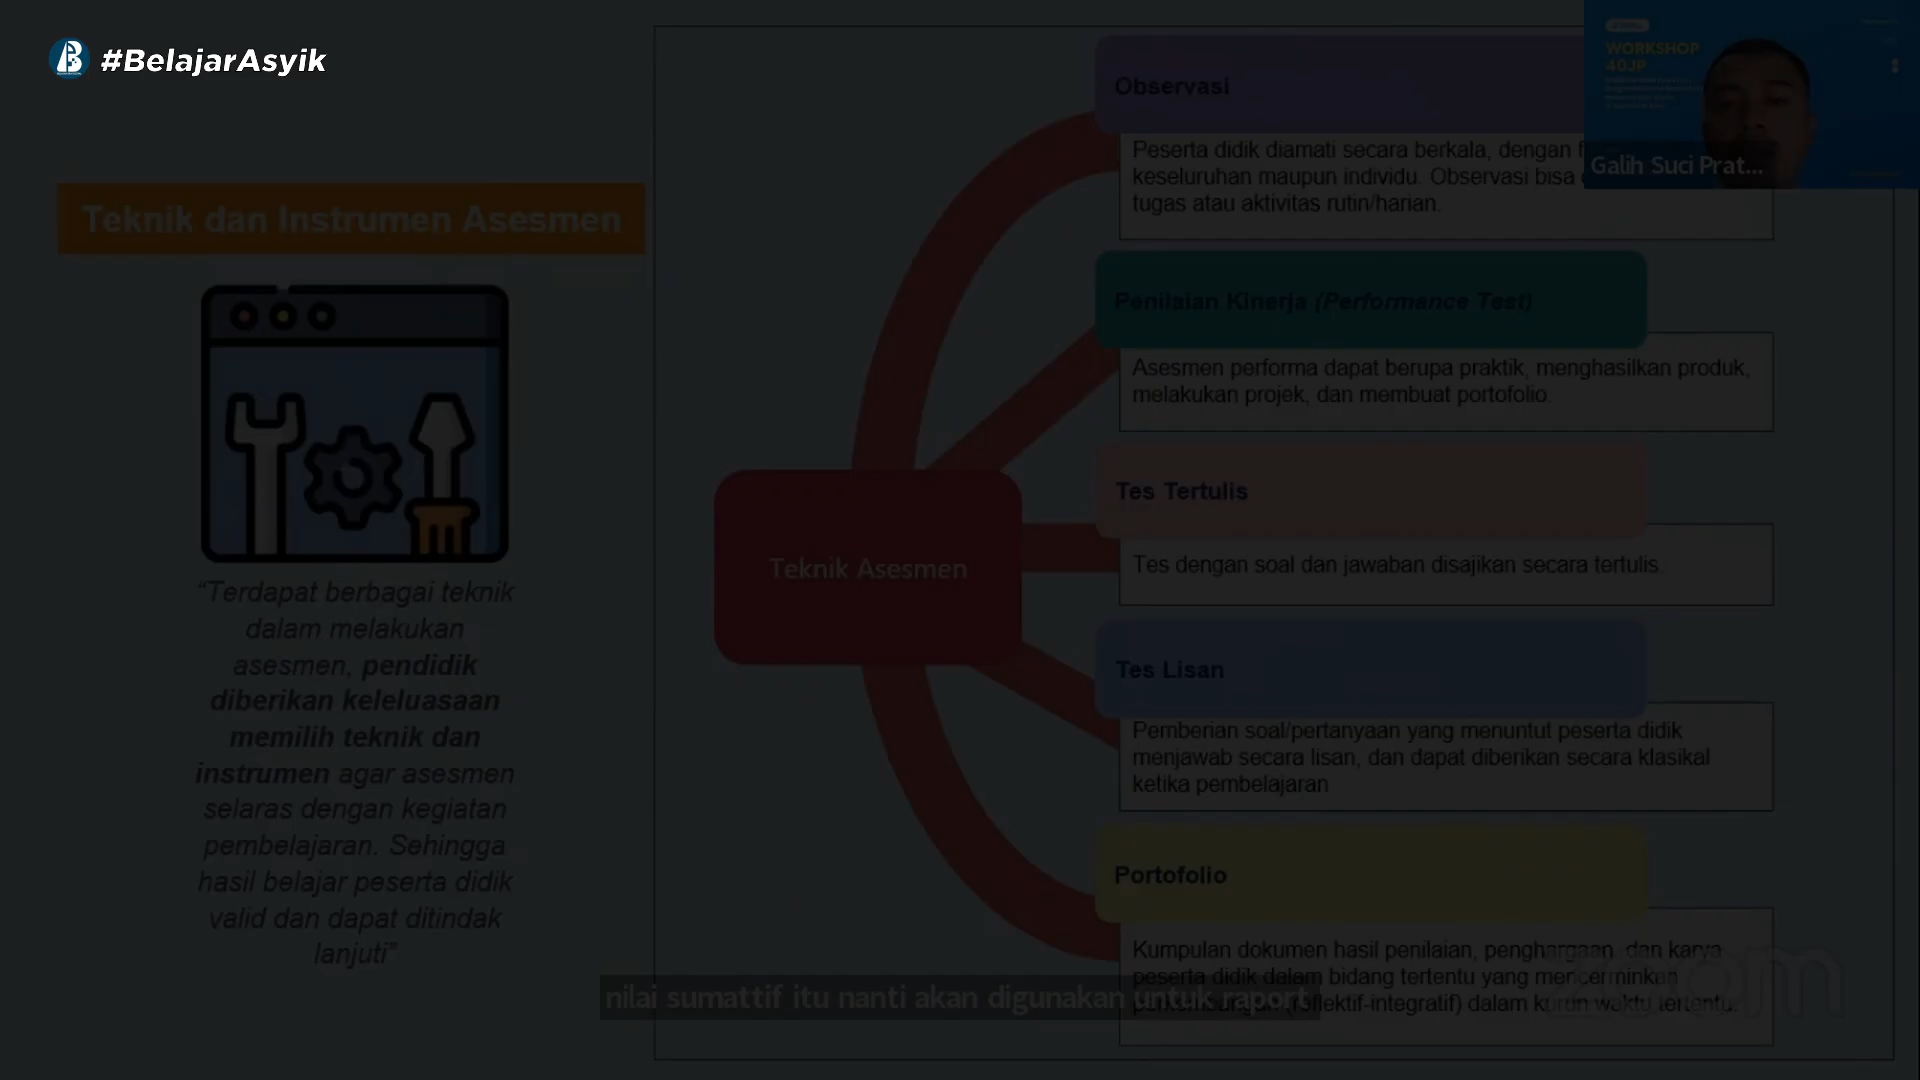 #BelajarAsyik
Teknik dan Instrumen Asesmen
“Terdapat berbagai teknik
dalam melakukan
asesmen, pendidik
diberikan keleluasaan
memilih teknik dan
instrumen agar asesmen
selaras dengan kegiatan
pembelajaran. Sehingga
hasil belajar peserta didik
valid dan dapat ditindak
lanjuti”
Teknik Asesmen
Observasi
Peserta didik diamati secara berkala, dengan
keseluruhan maupun individu. Observasi bisa
tugas atau aktivitas rutin/harian.
Penilaian Kinerja (Performance Test)
Asesmen performa dapat berupa praktik, menghasilkan produk,
melakukan projek, dan membuat portofolio.
Tes Tertulis
Tes dengan soal dan jawaban disajikan secara tertulis.
Tes Lisan
Pemberian soal/pertanyaan yang menuntut peserta didik
menjawab secara lisan, dan dapat diberikan secara klasikal
ketika pembelajaran
Portofolio
Kumpulan dokumen hasil penilaian, penghargaan, dan karya
peserta didik dalam bidang tertentu yang mencerminkan
(reflektif-integratif) dalam kurun waktu tertentu.
nilai sumattif itu nanti akan digunakan untuk raport
WORKSHOP
40JP
Galih Suci Prat...
zoom